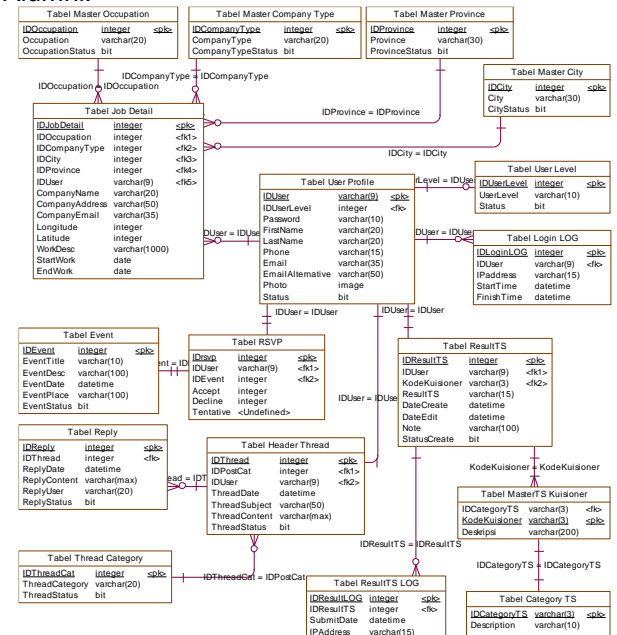 Tabel Master Occupation
IDOccupation integer <pk>
Occupation varchar(20)
OccupationStatus bit
Tabel Master Company Type
IDCompanyType integer <pk>
CompanyType varchar(20)
CompanyTypeStatus bit
Tabel Master Province
IDProvince integer <pk>
Province varchar(30)
ProvinceStatus bit
Tabel Master City
IDCity integer <pk>
City varchar(30)
CityStatus bit
IDCompanyType = IDCompanyType
IDOccupation = IDOccupation
IDProvince = IDProvince
IDCity = IDCity
Tabel Job Detail
IDJobDetail integer <pk>
IDOccupation integer <fk1>
IDCompanyType integer <fk2>
IDCity integer <fk3>
IDProvince integer <fk4>
IDUser varchar(9) <fk5>
CompanyName varchar(20)
CompanyAddress varchar(50)
CompanyEmail varchar(35)
Longitude integer
Latitude integer
WorkDesc varchar(1000)
StartWork date
EndWork date
DUser = IDUse
Tabel User Profile
IDUser varchar(9) <pk>
IDUserLevel integer <fk>
Password varchar(10)
FirstName varchar(20)
LastName varchar(20)
Phone varchar(15)
Email varchar(35)
EmailAlternative varchar(50)
Photo image
Status bit
rLevel = IDUse
Tabel User Level
IDUserLevel integer <pk>
UserLevel varchar(10)
Status bit
DUser = IDUse
Tabel Login LOG
IDLoginLOG integer <pk>
IDUser varchar(9) <fk>
IPaddress varchar(15)
StartTime datetime
FinishTime datetime
IDUser = IDUser
IDUser = IDUser
Tabel Event
IDEvent integer <pk>
EventTitle varchar(10)
EventDesc varchar(100)
EventDate datetime
EventPlace varchar(100)
EventStatus bit
ent = ID
Tabel RSVP
IDrsvp integer <pk>
IDUser varchar(9) <fk1>
IDEvent integer <fk2>
Accept integer
Decline integer
Tentative <Undefined>
IDUser = IDUse
Tabel ResultTS
IDResultTS integer <pk>
IDUser varchar(9) <fk1>
KodeKuisioner varchar(3) <fk2>
ResultTS varchar(15)
DateCreate datetime
DateEdit datetime
Note varchar(100)
StatusCreate bit
Tabel Reply
IDReply integer <pk>
IDThread integer <fk>
ReplyDate datetime
ReplyContent varchar(max)
ReplyUser varchar((20)
ReplyStatus bit
ead = IDT
Tabel Header Thread
IDThread integer <pk>
IDPostCat integer <fk1>
IDUser varchar(9) <fk2>
ThreadDate datetime
ThreadSubject varchar(50)
ThreadContent varchar(max)
ThreadStatus bit
KodeKuisioner = KodeKuisioner
Tabel MasterTS Kuisioner
IDCategoryTS varchar(3) <fk>
KodeKuisioner varchar(3) <pk>
Deskripsi varchar(200)
IDResultTS = IDResultTS
IDCategoryTS = IDCategoryTS
Tabel Thread Category
IDThreadCat integer <pk>
ThreadCategory varchar(20)
ThreadStatus bit
IDThreadCat = IDPostCat
Tabel ResultTS LOG
IDResultLOG integer <pk>
IDResultTS integer <fk>
SubmitDate datetime
IPAddress varchar(15)
Tabel Category TS
IDCategoryTS varchar(3) <pk>
Description varchar(10)